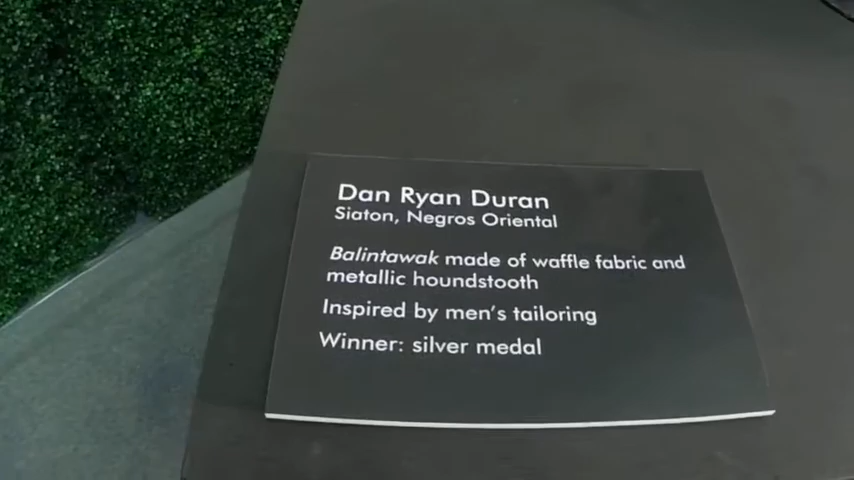 Dan Ryan Duran
Siaton, Negros Oriental
Balintawak made of waffle fabric and
metallic houndstooth
Inspired by men's tailoring
Winner: silver medal